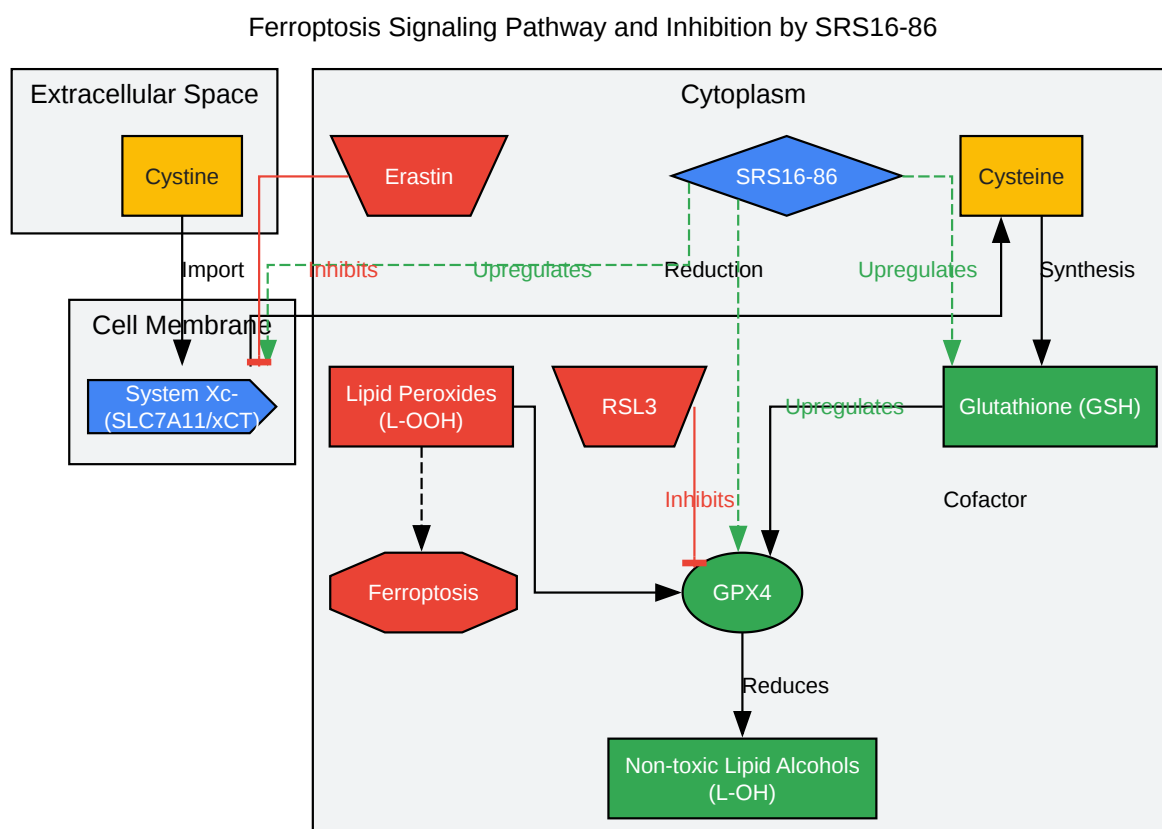 Ferroptosis Signaling Pathway and Inhibition by SRS16-86
Extracellular Space
Cytoplasm
Cystine
Erastin
SRS16-86
Cysteine
Import
Inhibits
Upregulates
Reduction
Upregulates
Synthesis
Cell Membrane
System Xc-
(SLC7A11/xCT)
Lipid Peroxides
(L-OOH)
RSL3
Upregulates
Glutathione (GSH)
Inhibits
Cofactor
Ferroptosis
GPX4
Reduces
Non-toxic Lipid Alcohols
(L-OH)